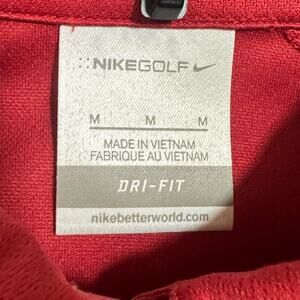 NIKEGOLF
M M M
MADE IN VIETNAM
FABRIQUE AU VIETNAM
DRI-FIT
nikebetterworld.com